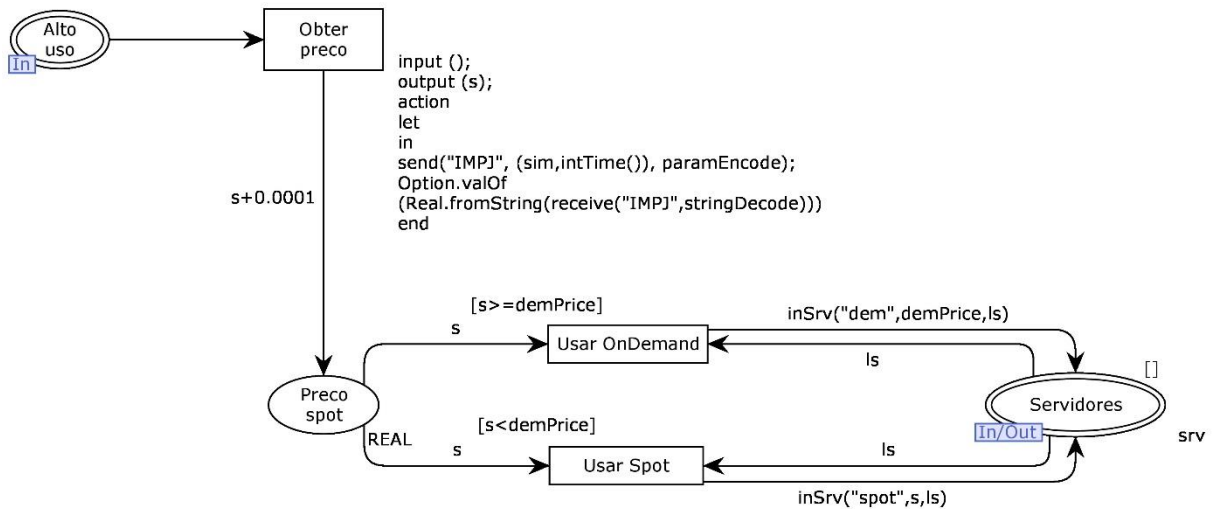 Alto
uso
In
Obter
preco
input ();
output (s);
action
let
in
send("IMPJ", (sim,intTime()), paramEncode);
Option.valOf
(Real.fromString(receive("IMPJ",stringDecode)))
end
s+0.0001
[s>=demPrice]
s
Usar OnDemand
inSrv("dem",demPrice,ls)
ls
[]
Preco
spot
REAL
Servidores
In/Out
srv
[s<demPrice]
s
Usar Spot
ls
inSrv("spot",s,ls)